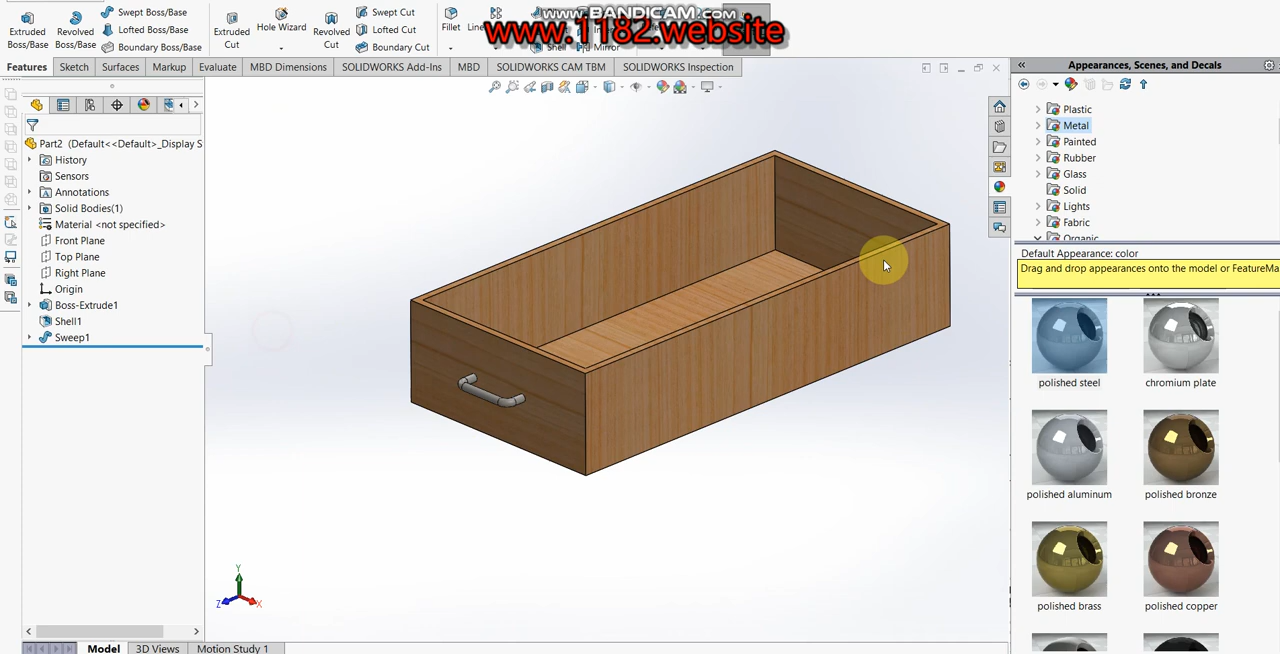 Extruded
Boss/Base
Revolved
Boss/Base
Swept Boss/Base
Lofted Boss/Base
Boundary Boss/Base
Extruded
Cut
Hole Wizard
Revolved
Cut
Swept Cut
Lofted Cut
Boundary Cut
Fillet
Shell
Mirror
www.BANDICAM.com
www.1182.website
Features
Sketch
Surfaces
Markup
Evaluate
MBD Dimensions
SOLIDWORKS Add-Ins
MBD
SOLIDWORKS CAM TBM
SOLIDWORKS Inspection
Part2 (Default<<Default>_Display S
History
Sensors
Annotations
Solid Bodies(1)
Material <not specified>
Front Plane
Top Plane
Right Plane
Origin
Boss-Extrude1
Shell1
Sweep1
Y
Z
X
Model
3D Views
Motion Study 1
Appearances, Scenes, and Decals
Plastic
Metal
Painted
Rubber
Glass
Solid
Lights
Fabric
Organic
Default Appearance: color
Drag and drop appearances onto the model or FeatureMa
polished steel
chromium plate
polished aluminum
polished bronze
polished brass
polished copper